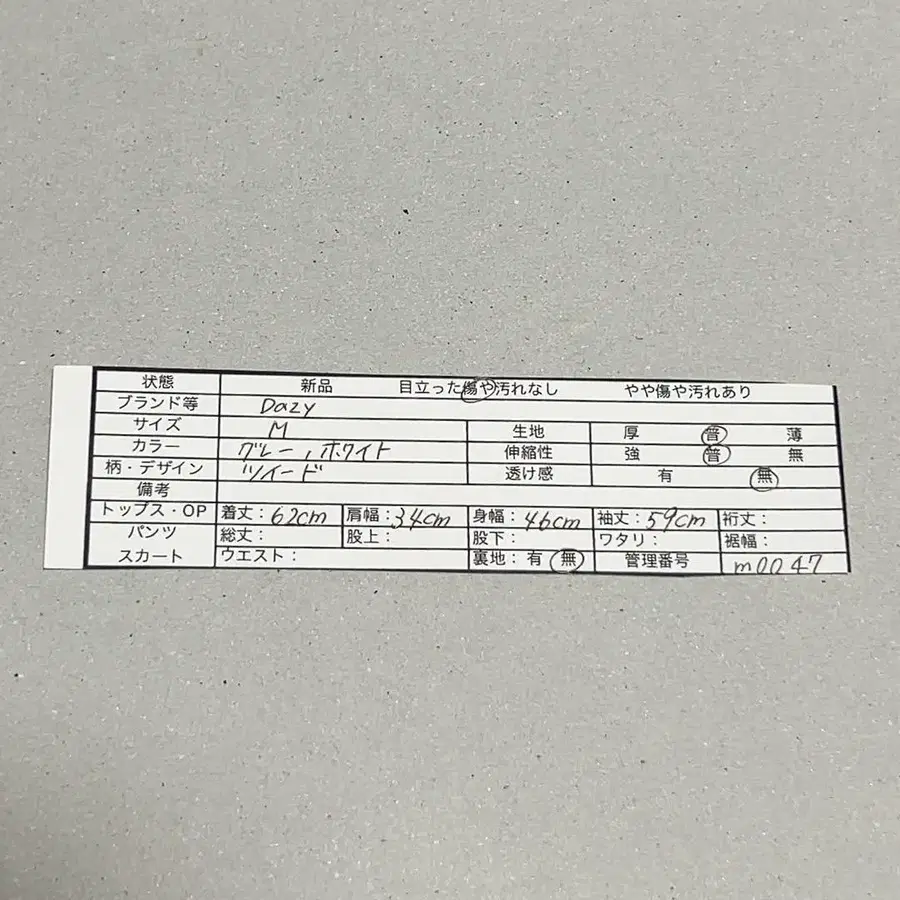 状態 新品 目立った傷や汚れなし やや傷や汚れあり
ブランド等 Dazy
サイズ M 生地 厚 普 薄
カラー グレー,ホワイト 伸縮性 強 普 無
柄・デザイン ツイード 透け感 有 無
備考
トップス・OP 着丈:62cm 肩幅:34cm 身幅:46cm 袖丈:59cm 裄丈:
パンツ 総丈: 股上: 股下: ワタリ: 裾幅:
スカート ウエスト: 裏地:有 無 管理番号 m0047